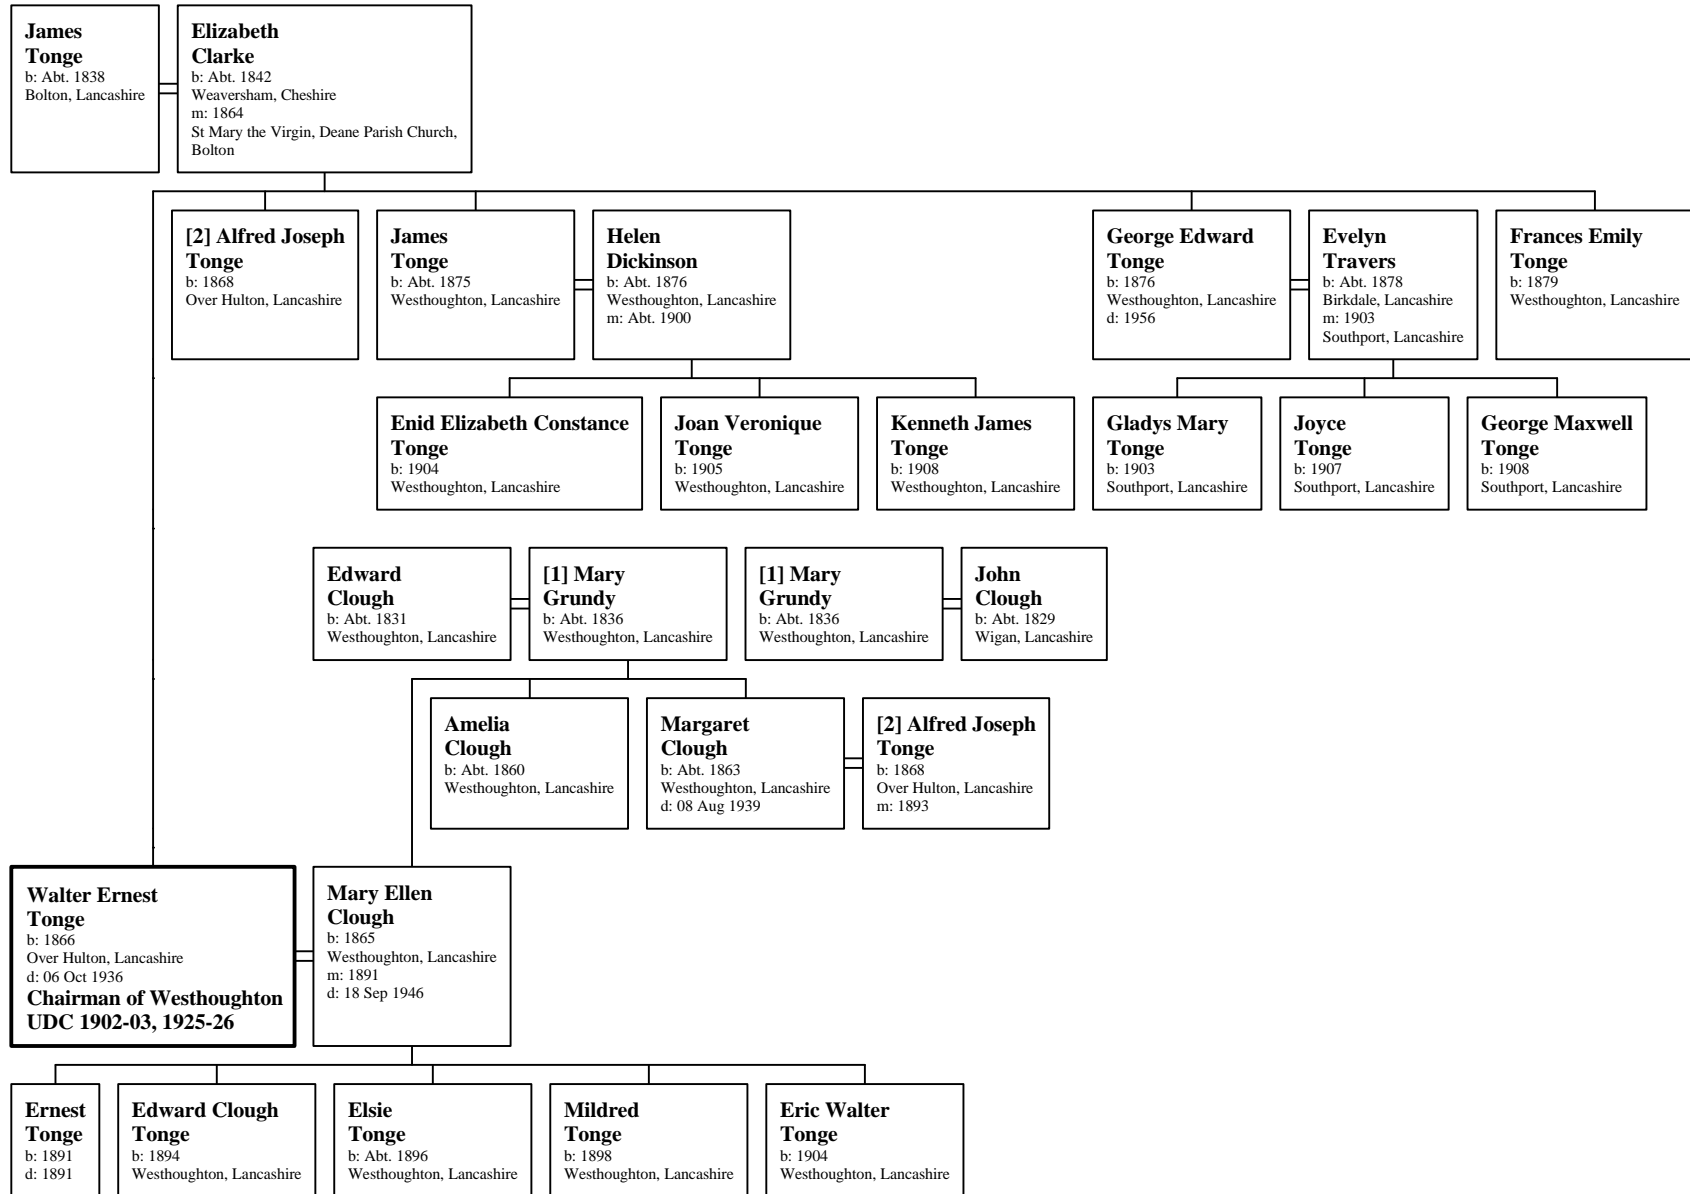 James
Tonge
b: Abt. 1838
Bolton, Lancashire
Elizabeth
Clarke
b: Abt. 1842
Weaversham, Cheshire
m: 1864
St Mary the Virgin, Deane Parish Church,
Bolton
[2] Alfred Joseph
Tonge
b: 1868
Over Hulton, Lancashire
James
Tonge
b: Abt. 1875
Westhoughton, Lancashire
Helen
Dickinson
b: Abt. 1876
Westhoughton, Lancashire
m: Abt. 1900
George Edward
Tonge
b: 1876
Westhoughton, Lancashire
d: 1956
Evelyn
Travers
b: Abt. 1878
Birkdale, Lancashire
m: 1903
Southport, Lancashire
Frances Emily
Tonge
b: 1879
Westhoughton, Lancashire
Enid Elizabeth Constance
Tonge
b: 1904
Westhoughton, Lancashire
Joan Veronique
Tonge
b: 1905
Westhoughton, Lancashire
Kenneth James
Tonge
b: 1908
Westhoughton, Lancashire
Gladys Mary
Tonge
b: 1903
Southport, Lancashire
Joyce
Tonge
b: 1907
Southport, Lancashire
George Maxwell
Tonge
b: 1908
Southport, Lancashire
Edward
Clough
b: Abt. 1831
Westhoughton, Lancashire
[1] Mary
Grundy
b: Abt. 1836
Westhoughton, Lancashire
[1] Mary
Grundy
b: Abt. 1836
Westhoughton, Lancashire
John
Clough
b: Abt. 1829
Wigan, Lancashire
Amelia
Clough
b: Abt. 1860
Westhoughton, Lancashire
Margaret
Clough
b: Abt. 1863
Westhoughton, Lancashire
d: 08 Aug 1939
[2] Alfred Joseph
Tonge
b: 1868
Over Hulton, Lancashire
m: 1893
Walter Ernest
Tonge
b: 1866
Over Hulton, Lancashire
d: 06 Oct 1936
Chairman of Westhoughton
UDC 1902-03, 1925-26
Mary Ellen
Clough
b: 1865
Westhoughton, Lancashire
m: 1891
d: 18 Sep 1946
Ernest
Tonge
b: 1891
d: 1891
Edward Clough
Tonge
b: 1894
Westhoughton, Lancashire
Elsie
Tonge
b: Abt. 1896
Westhoughton, Lancashire
Mildred
Tonge
b: 1898
Westhoughton, Lancashire
Eric Walter
Tonge
b: 1904
Westhoughton, Lancashire